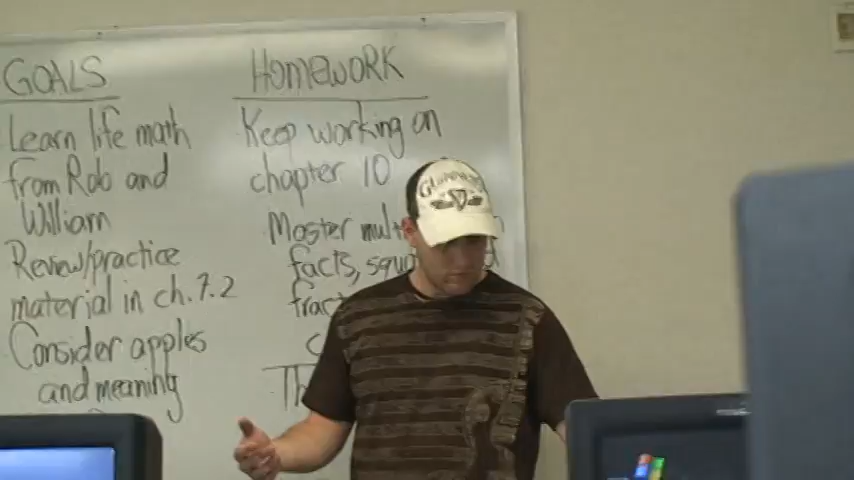 GOALS
Learn life math
from Rob and
William
Review/practice
material in ch. 7.2
Consider apples
and meaning
HOMEWORK
Keep working on
chapter 10
Master
facts,